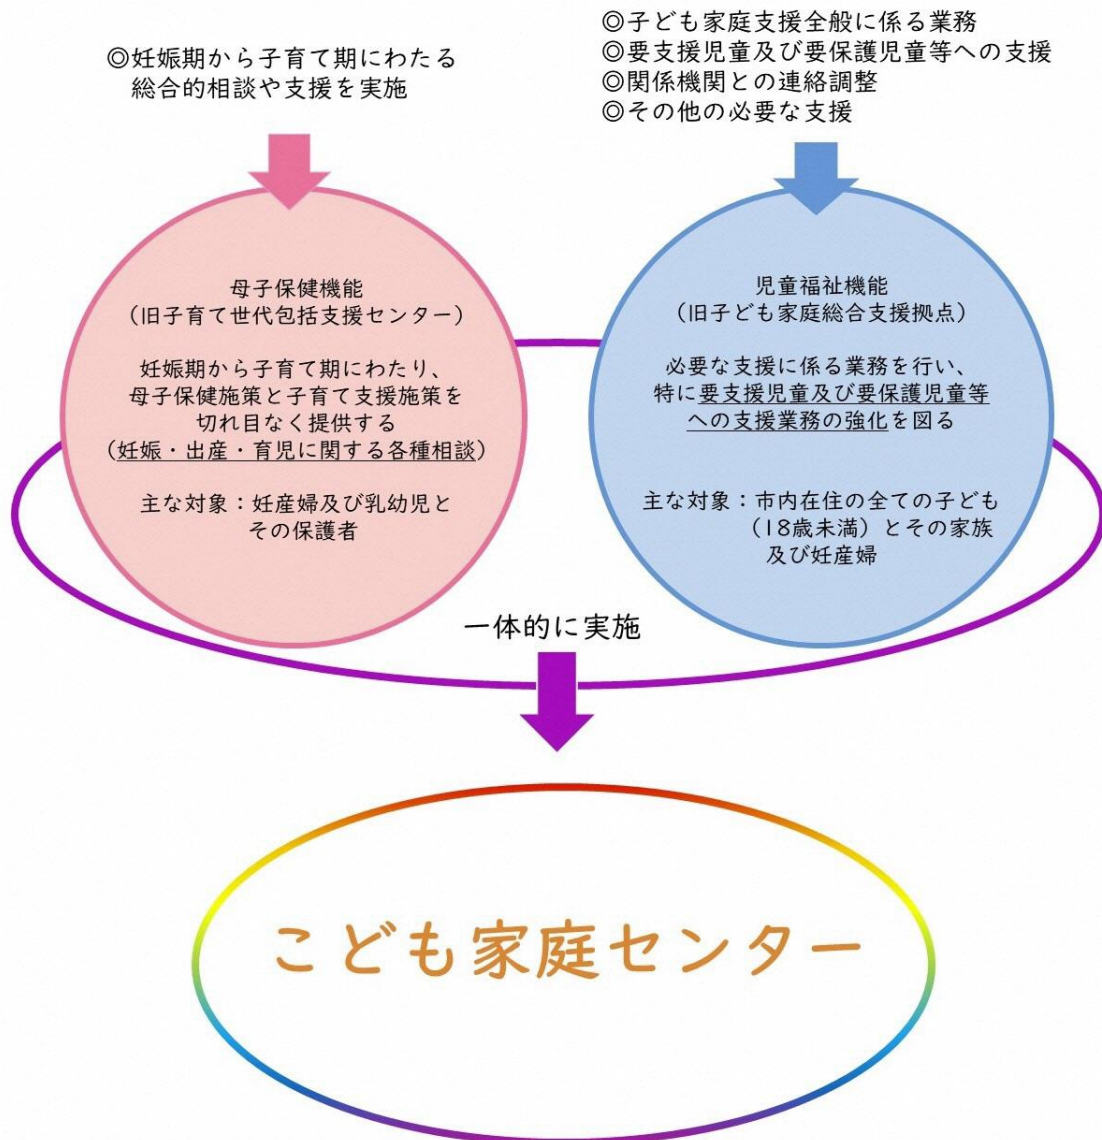 ◎妊娠期から子育て期にわたる
総合的相談や支援を実施
◎子ども家庭支援全般に係る業務
◎要支援児童及び要保護児童等への支援
◎関係機関との連絡調整
◎その他の必要な支援
母子保健機能
（旧子育て世代包括支援センター）
妊娠期から子育て期にわたり、
母子保健施策と子育て支援施策を
切れ目なく提供する
（妊娠・出産・育児に関する各種相談）
主な対象：妊産婦及び乳幼児と
その保護者
児童福祉機能
（旧子ども家庭総合支援拠点）
必要な支援に係る業務を行い、
特に要支援児童及び要保護児童等
への支援業務の強化を図る
主な対象：市内在住の全ての子ども
（18歳未満）とその家族
及び妊産婦
一体的に実施
こども家庭センター